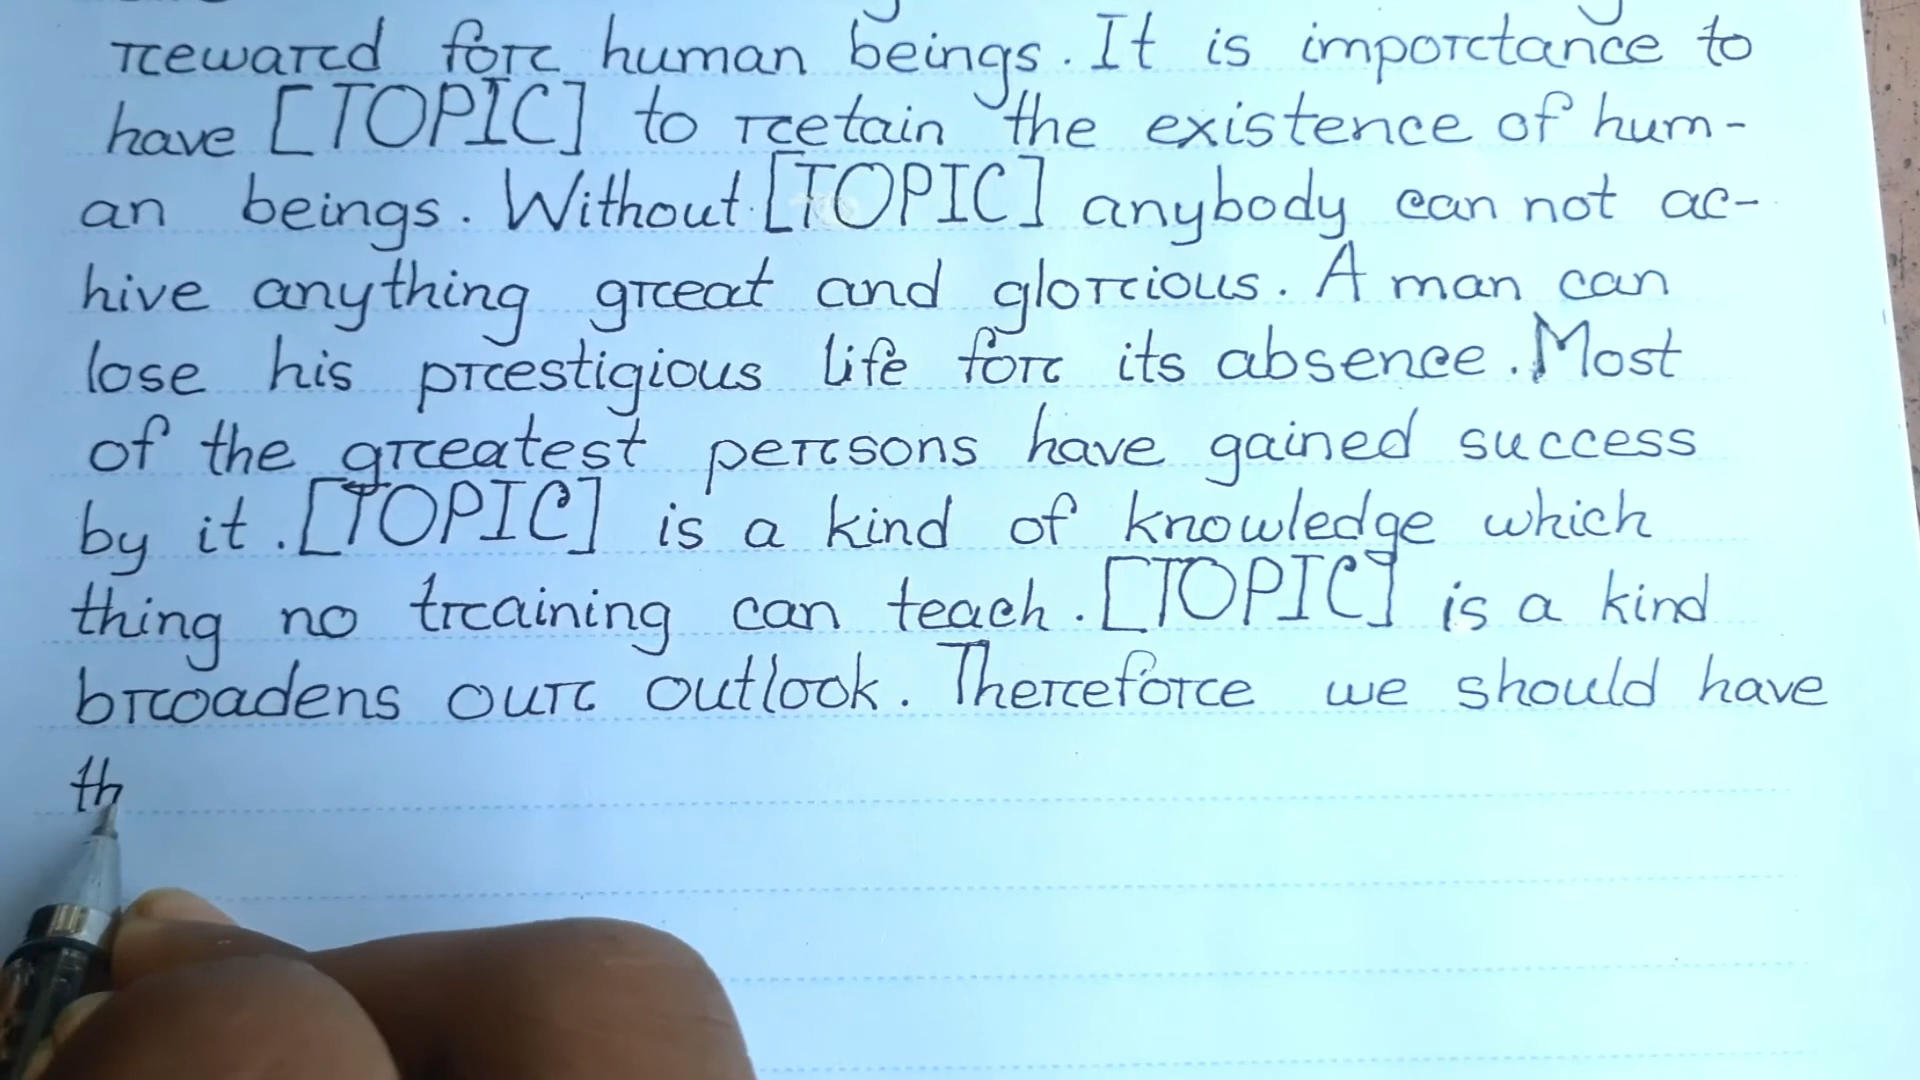 reward for human beings. It is importance to
have [TOPIC] to retain the existence of hum-
an beings. Without [TOPIC] anybody can not ac-
hive anything great and glorious. A man can
lose his prestigious life for its absence. Most
of the greatest persons have gained success
by it. [TOPIC] is a kind of knowledge which
thing no training can teach. [TOPIC] is a kind
broadens our outlook. Therefore we should have
th